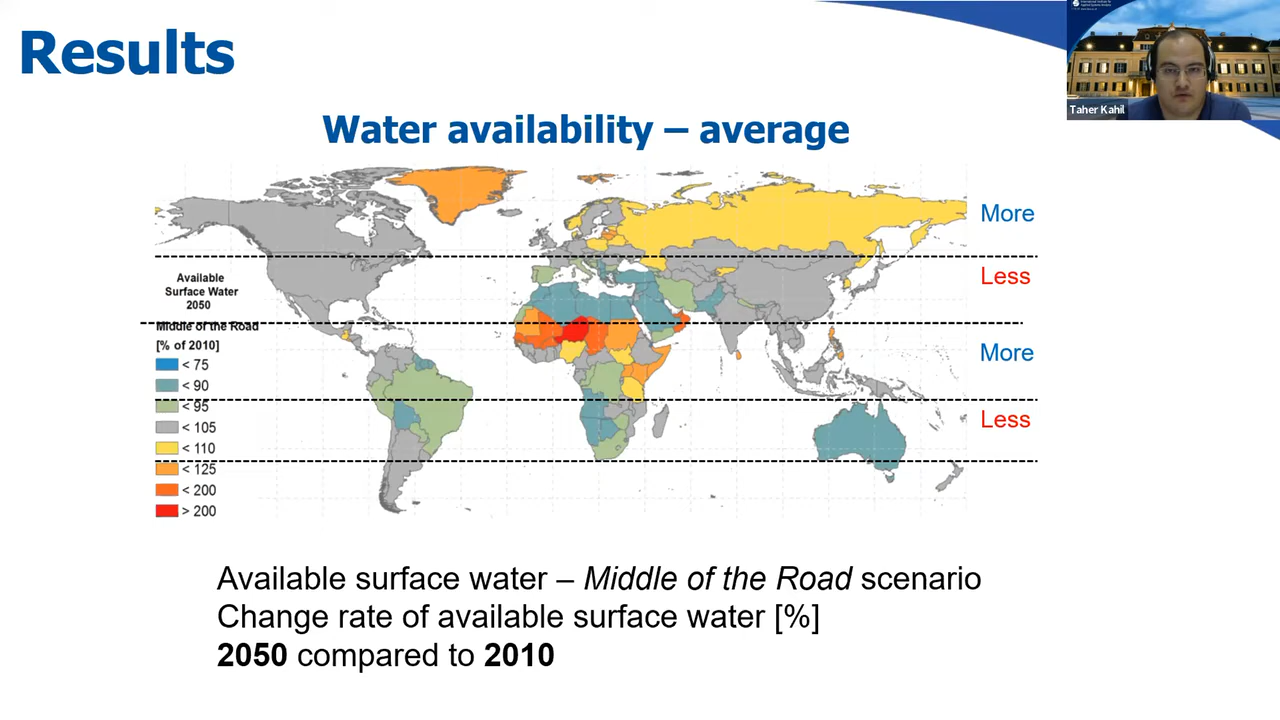 Results
Taher Kahil
Water availability – average
More
Less
More
Less
Available
Surface Water
2050
Middle of the Road
[% of 2010]
< 75
< 90
< 95
< 105
< 110
< 125
< 200
> 200
Available surface water – Middle of the Road scenario
Change rate of available surface water [%]
2050 compared to 2010